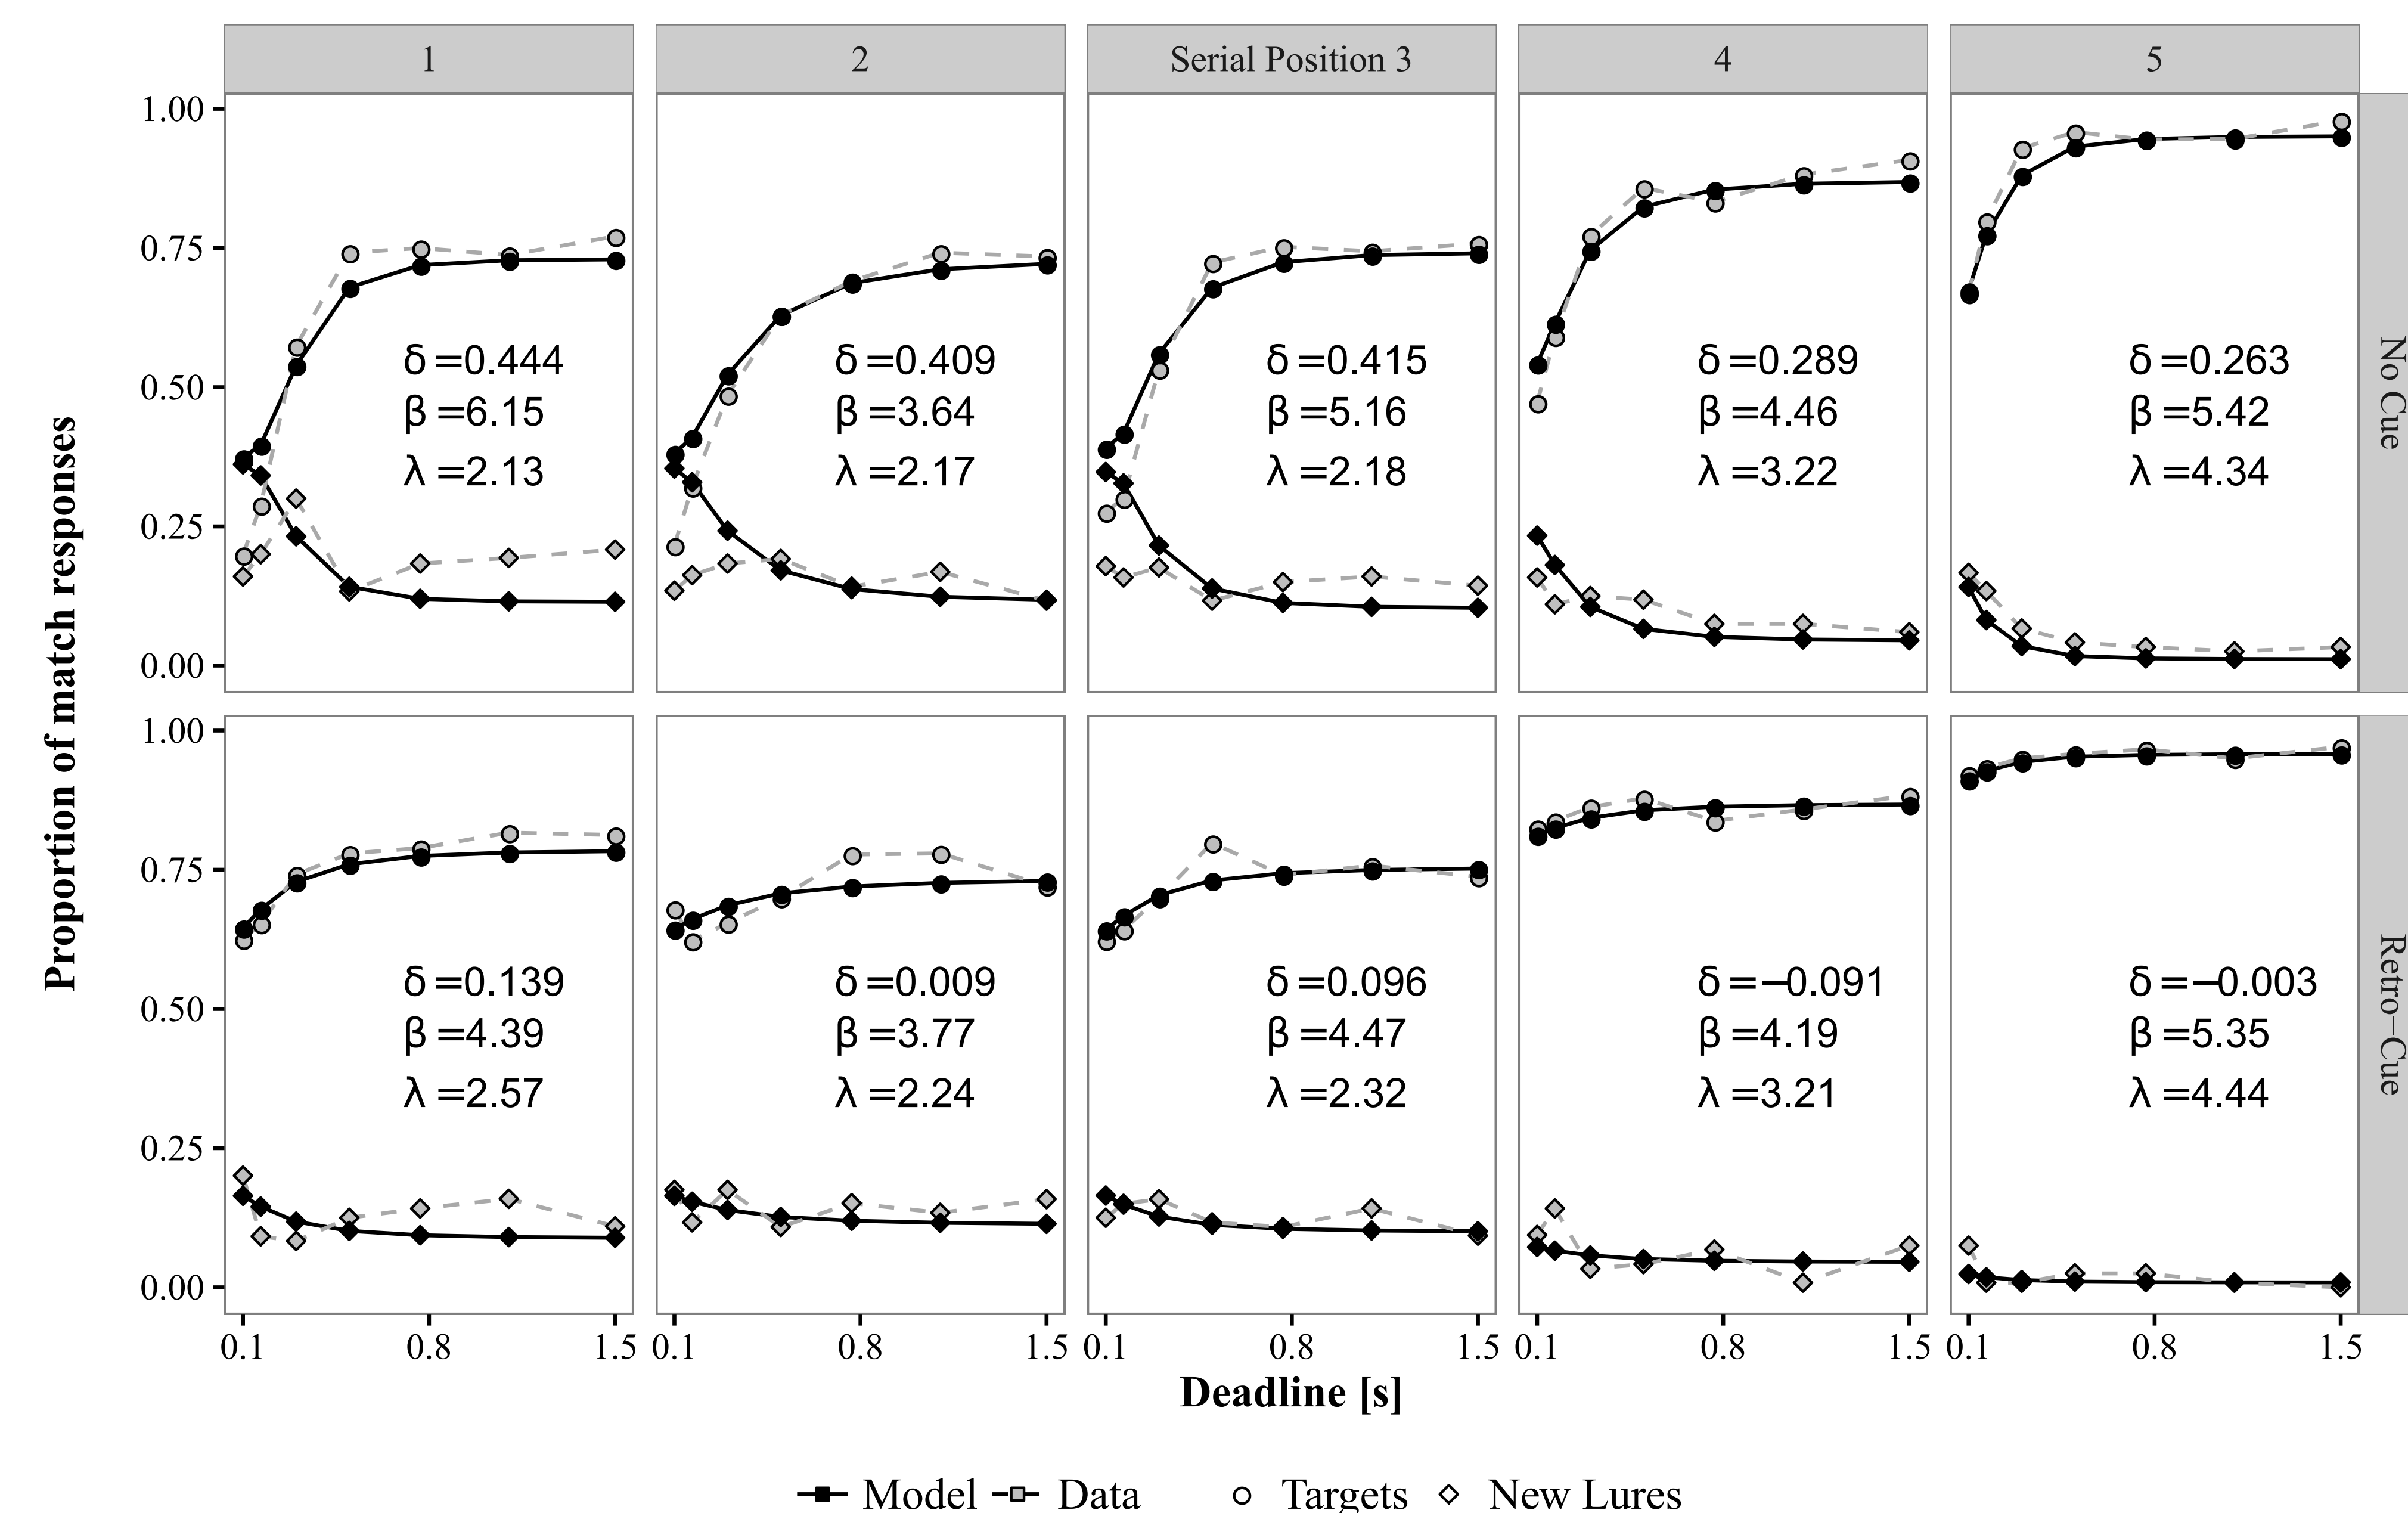 1 2 Serial Position 3 4 5
Proportion of match responses
1.00
0.75
0.50
0.25
0.00
δ =0.444
β =6.15
λ =2.13
δ =0.409
β =3.64
λ =2.17
δ =0.415
β =5.16
λ =2.18
δ =0.289
β =4.46
λ =3.22
δ =0.263
β =5.42
λ =4.34
No Cue
1.00
0.75
0.50
0.25
0.00
δ =0.139
β =4.39
λ =2.57
δ =0.009
β =3.77
λ =2.24
δ =0.096
β =4.47
λ =2.32
δ =−0.091
β =4.19
λ =3.21
δ =−0.003
β =5.35
λ =4.44
Retro−Cue
0.1 0.8 1.5 0.1 0.8 1.5 0.1 0.8 1.5 0.1 0.8 1.5 0.1 0.8 1.5
Deadline [s]
Model Data Targets New Lures